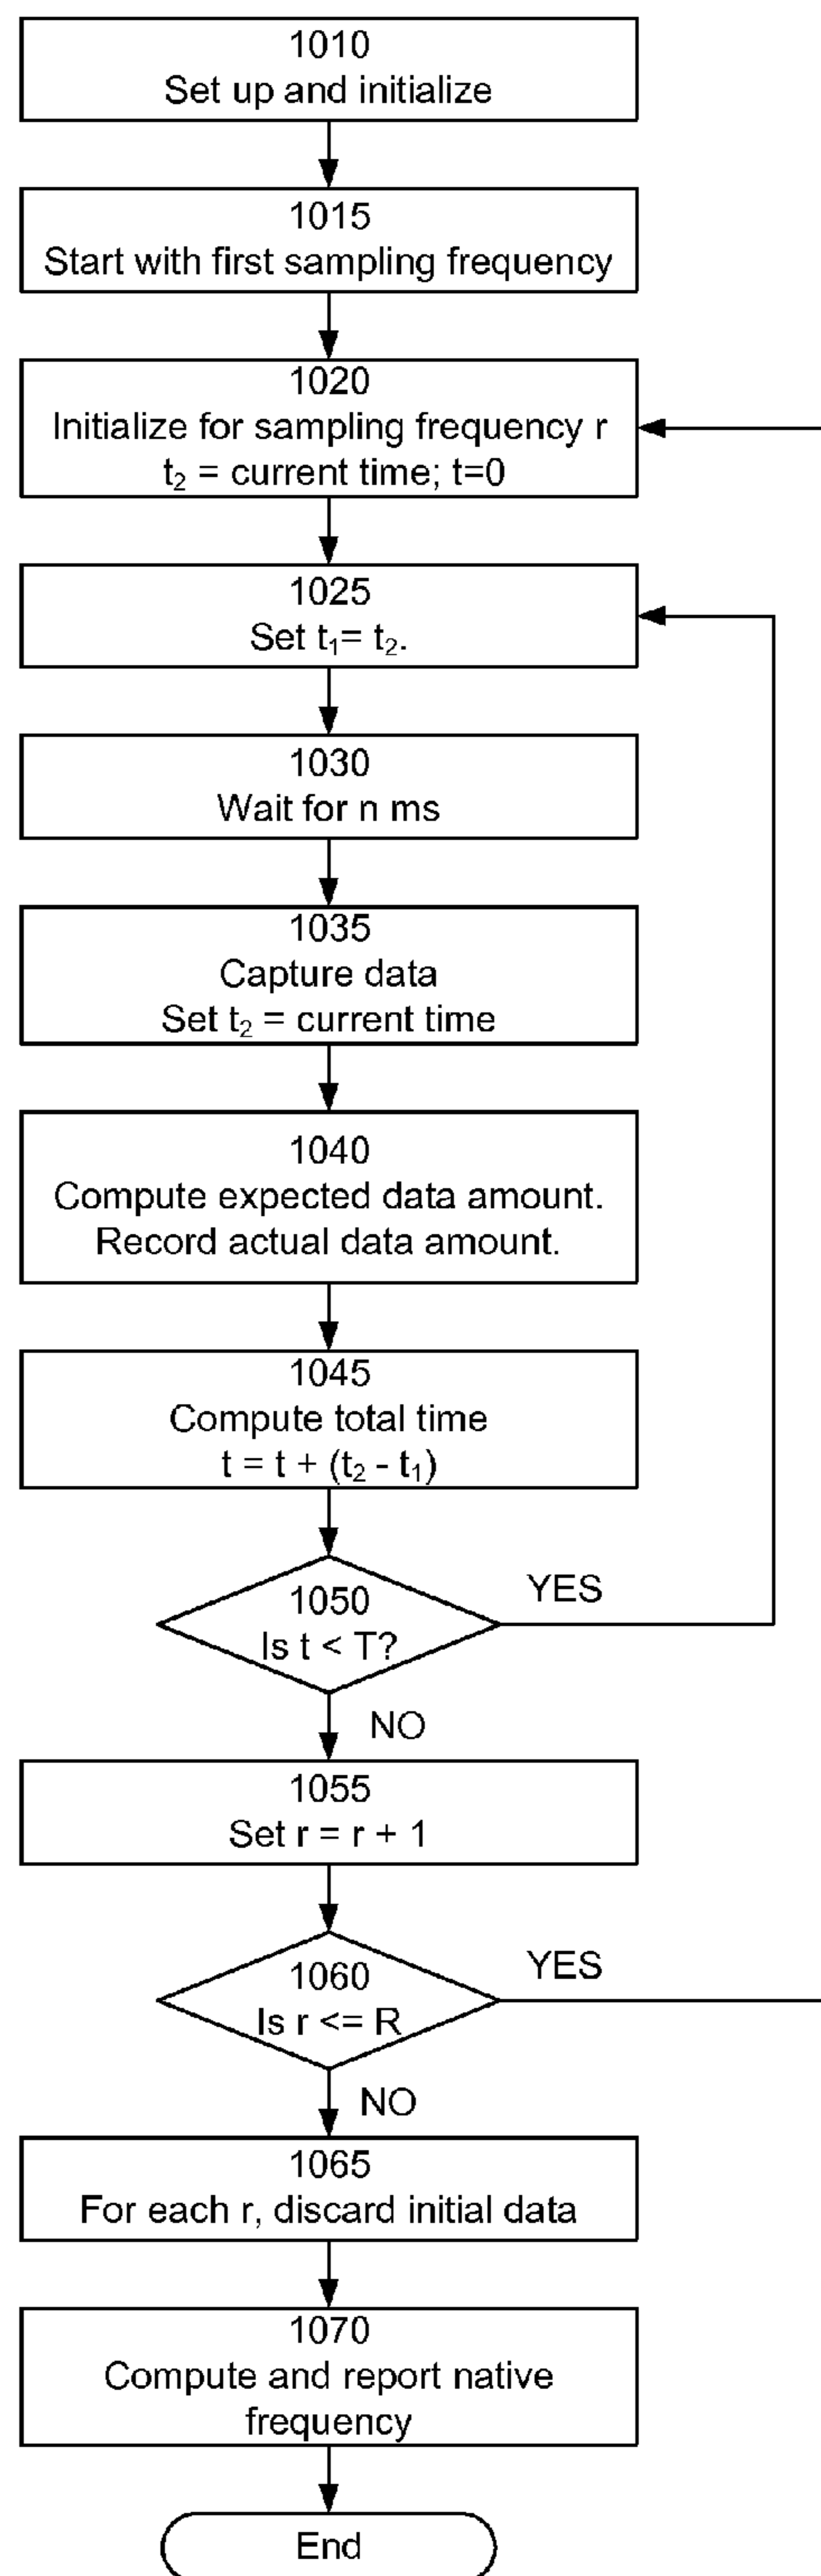 1010
Set up and initialize
1015
Start with first sampling frequency
1020
Initialize for sampling frequency r
t₂ = current time; t=0
1025
Set t₁= t₂.
1030
Wait for n ms
1035
Capture data
Set t₂ = current time
1040
Compute expected data amount.
Record actual data amount.
1045
Compute total time
t = t + (t₂ - t₁)
1050
Is t < T?
YES
NO
1055
Set r = r + 1
1060
Is r <= R
YES
NO
1065
For each r, discard initial data
1070
Compute and report native
frequency
End